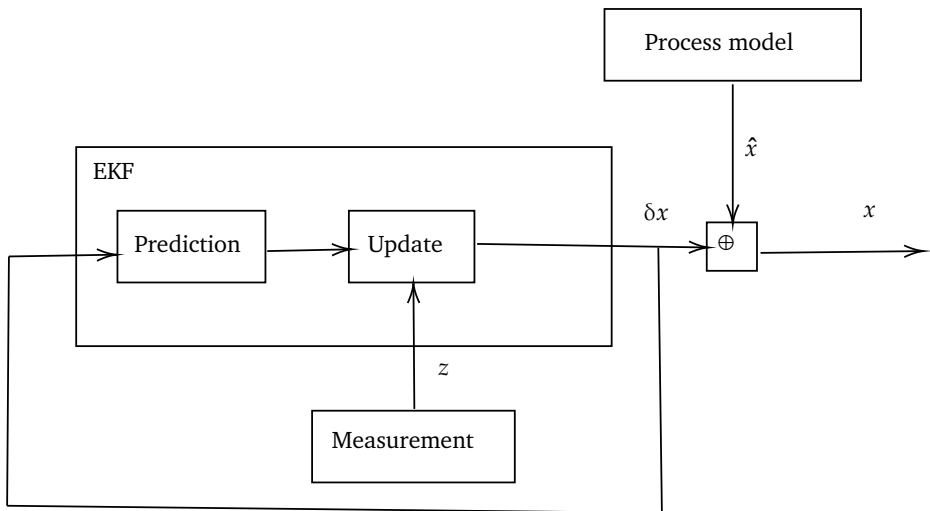 Process model
x̂
EKF
δx
x
Prediction
Update
⊕
z
Measurement